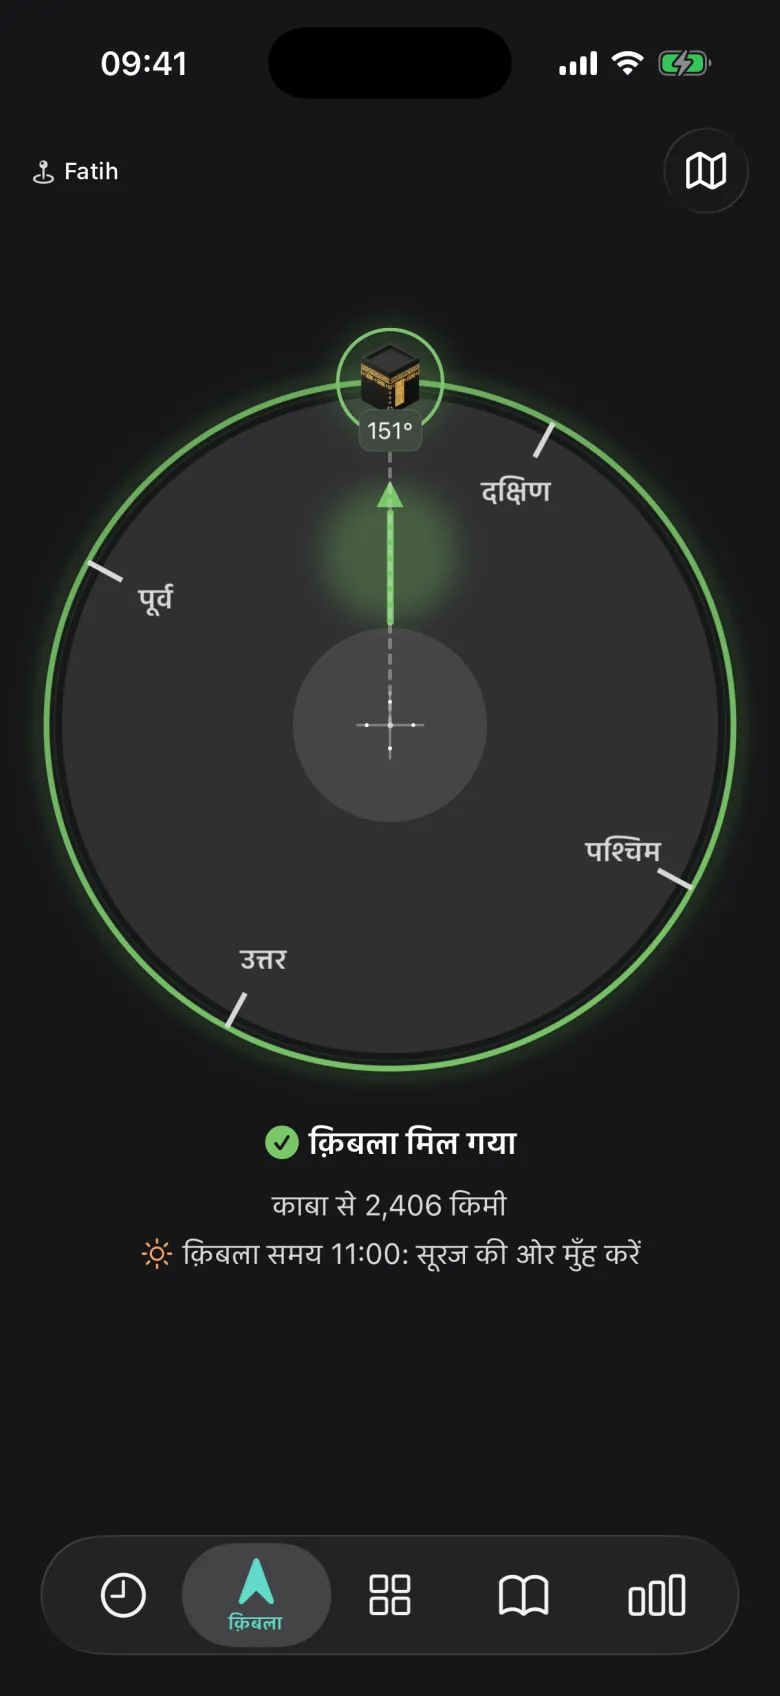 09:41
Fatih
151°
दक्षिण
पूर्व
पश्चिम
उत्तर
क़िबला मिल गया
काबा से 2,406 किमी
क़िबला समय 11:00: सूरज की ओर मुँह करें
क़िबला